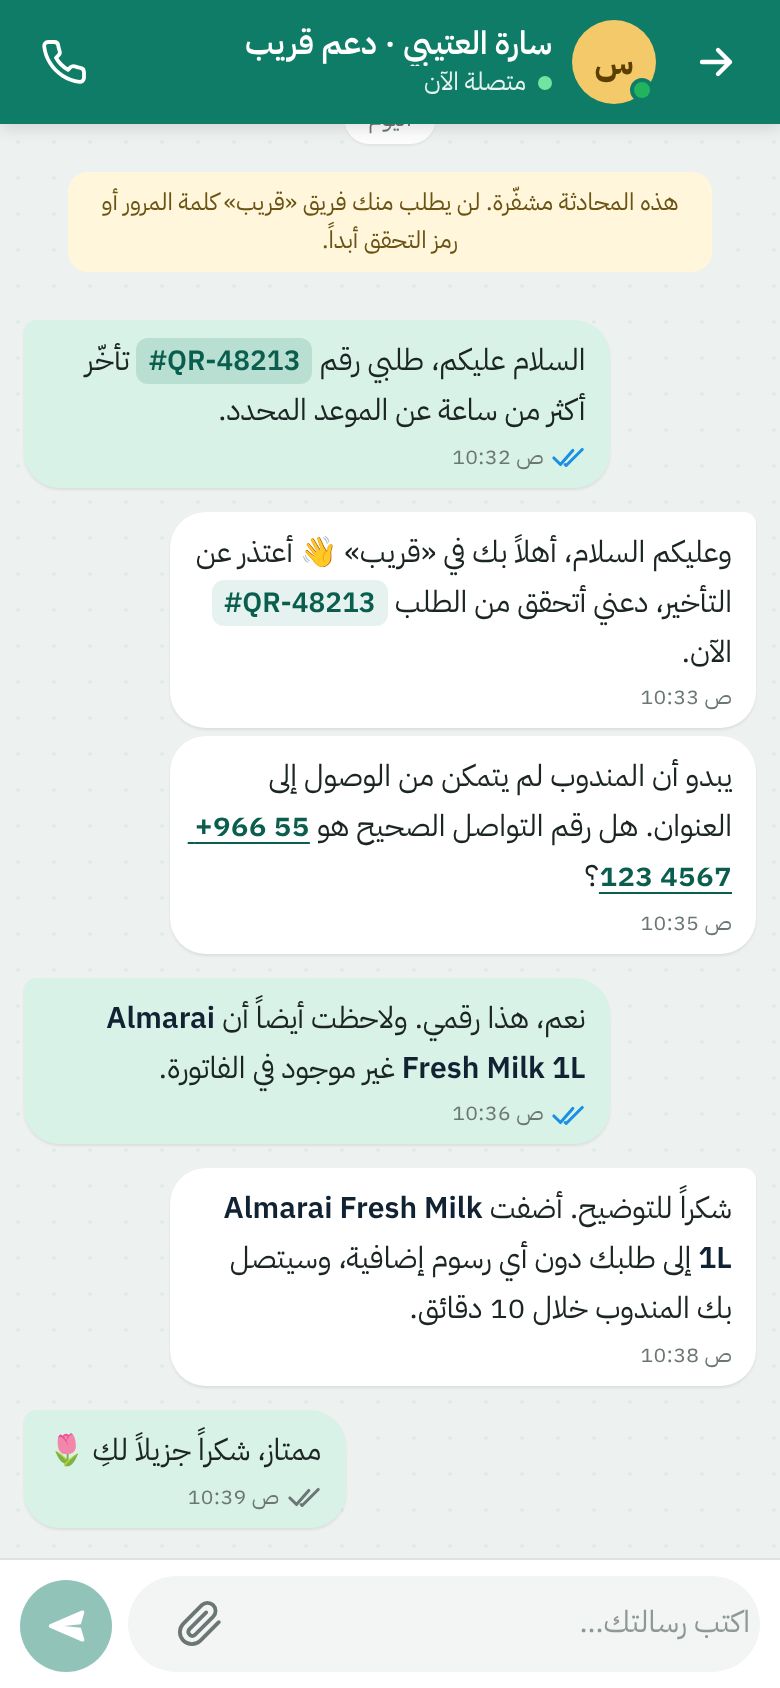 سارة العتيبي · دعم قريب
س
متصلة الآن
هذه المحادثة مشفّرة. لن يطلب منك فريق «قريب» كلمة المرور أو
رمز التحقق أبداً.
السلام عليكم، طلبي رقم #QR-48213 تأخّر
أكثر من ساعة عن الموعد المحدد.
10:32 ص
وعليكم السلام، أهلاً بك في «قريب» 👋 أعتذر عن
التأخير، دعني أتحقق من الطلب #QR-48213
الآن.
10:33 ص
يبدو أن المندوب لم يتمكن من الوصول إلى
العنوان. هل رقم التواصل الصحيح هو +966 55
123 4567؟
10:35 ص
نعم، هذا رقمي. ولاحظت أيضاً أن Almarai
Fresh Milk 1L غير موجود في الفاتورة.
10:36 ص
شكراً للتوضيح. أضفت Almarai Fresh Milk
1L إلى طلبك دون أي رسوم إضافية، وسيتصل
بك المندوب خلال 10 دقائق.
10:38 ص
ممتاز، شكراً جزيلاً لكِ 🌷
10:39 ص
اكتب رسالتك...